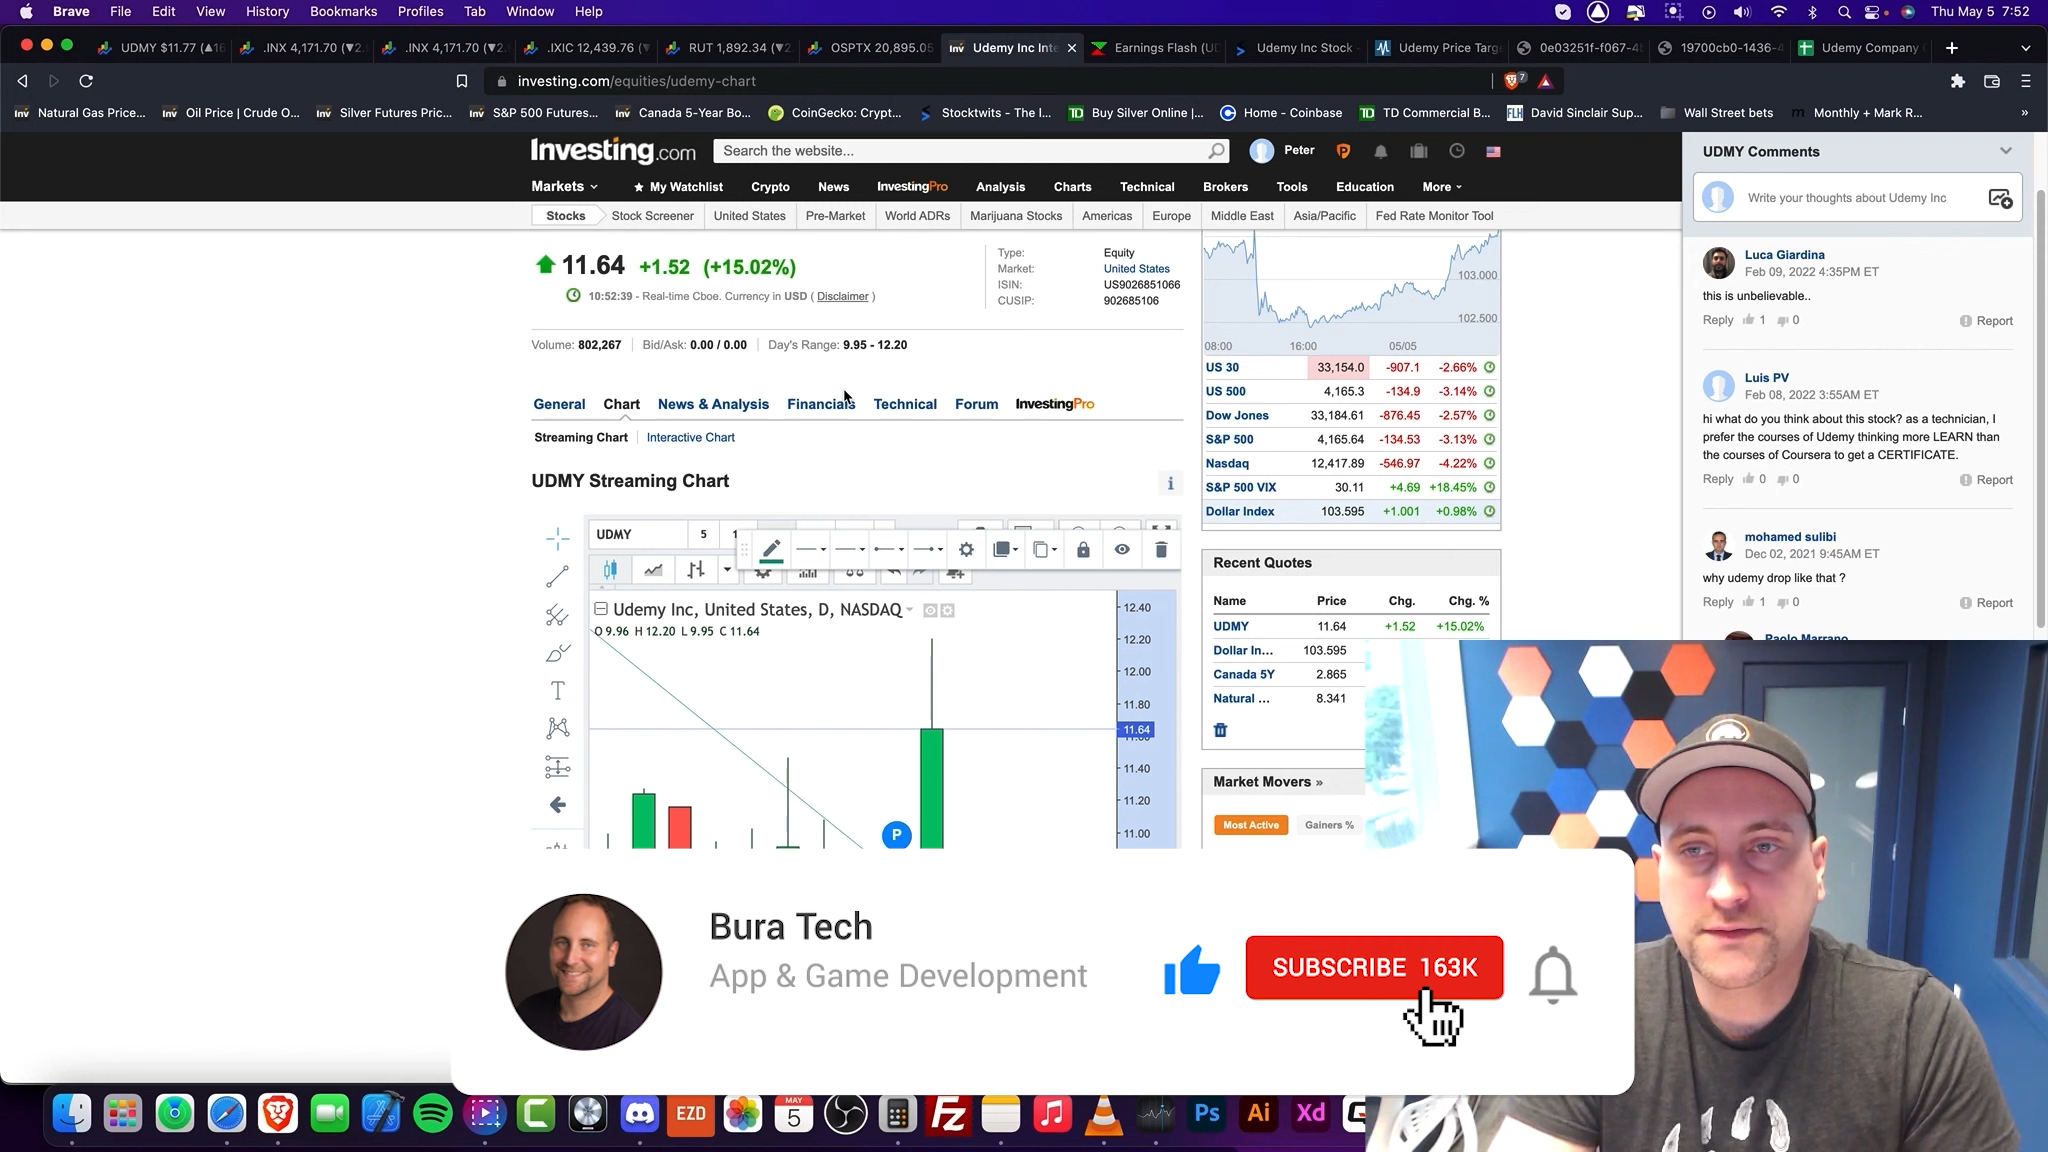 Brave File Edit View History Bookmarks Profiles Tab Window Help Thu May 5 7:52
UDMY $11.77 (▲16 .INX 4,171.70 (▼2. .INX 4,171.70 (▼2. .IXIC 12,439.76 (▼ RUT 1,892.34 (▼2. OSPTX 20,895.05 Inv Udemy Inc Inte Earnings Flash (UD Udemy Inc Stock Udemy Price Targ 0e03251f-f067-4 19700cb0-1436-4 Udemy Company
investing.com/equities/udemy-chart 7
Natural Gas Price... Oil Price | Crude O... Silver Futures Pric... S&P 500 Futures... Canada 5-Year Bo... CoinGecko: Crypt... Stocktwits - The I... Buy Silver Online |... Home - Coinbase TD Commercial B... David Sinclair Sup... Wall Street bets Monthly + Mark R... »
Investing.com Search the website... Peter
Markets My Watchlist Crypto News InvestingPro Analysis Charts Technical Brokers Tools Education More
Stocks Stock Screener United States Pre-Market World ADRs Marijuana Stocks Americas Europe Middle East Asia/Pacific Fed Rate Monitor Tool
11.64 +1.52 (+15.02%)
10:52:39 - Real-time Cboe. Currency in USD ( Disclaimer )
Type: Equity
Market: United States
ISIN: US9026851066
CUSIP: 902685106
Volume: 802,267 Bid/Ask: 0.00 / 0.00 Day's Range: 9.95 - 12.20
General Chart News & Analysis Financials Technical Forum InvestingPro
Streaming Chart Interactive Chart
UDMY Streaming Chart
i
UDMY 5
Udemy Inc, United States, D, NASDAQ
O 9.96 H 12.20 L 9.95 C 11.64
12.40
12.20
12.00
11.80
11.64
11.40
11.20
11.00
P
103.000
102.500
08:00 16:00 05/05
US 30 33,154.0 -907.1 -2.66%
US 500 4,165.3 -134.9 -3.14%
Dow Jones 33,184.61 -876.45 -2.57%
S&P 500 4,165.64 -134.53 -3.13%
Nasdaq 12,417.89 -546.97 -4.22%
S&P 500 VIX 30.11 +4.69 +18.45%
Dollar Index 103.595 +1.001 +0.98%
Recent Quotes
Name Price Chg. Chg. %
UDMY 11.64 +1.52 +15.02%
Dollar In... 103.595
Canada 5Y 2.865
Natural ... 8.341
Market Movers »
Most Active Gainers %
UDMY Comments
Write your thoughts about Udemy Inc
Luca Giardina
Feb 09, 2022 4:35PM ET
this is unbelievable..
Reply 1 0 Report
Luis PV
Feb 08, 2022 3:55AM ET
hi what do you think about this stock? as a technician, I
prefer the courses of Udemy thinking more LEARN than
the courses of Coursera to get a CERTIFICATE.
Reply 0 0 Report
mohamed sulibi
Dec 02, 2021 9:45AM ET
why udemy drop like that ?
Reply 1 0 Report
Paolo Marrano
Bura Tech
App & Game Development
SUBSCRIBE 163K
EZD MAY 5 Fz Ps Ai Xd